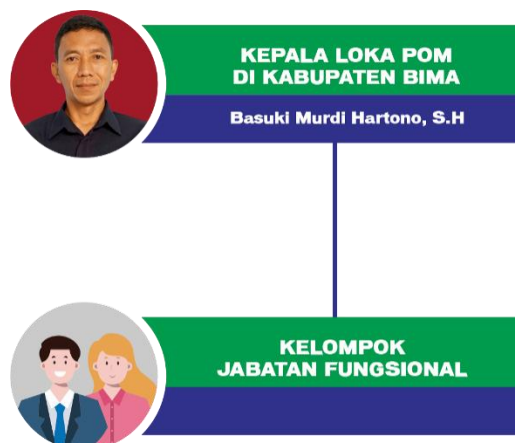 KEPALA LOKA POM
DI KABUPATEN BIMA
Basuki Murdi Hartono, S.H
KELOMPOK
JABATAN FUNGSIONAL